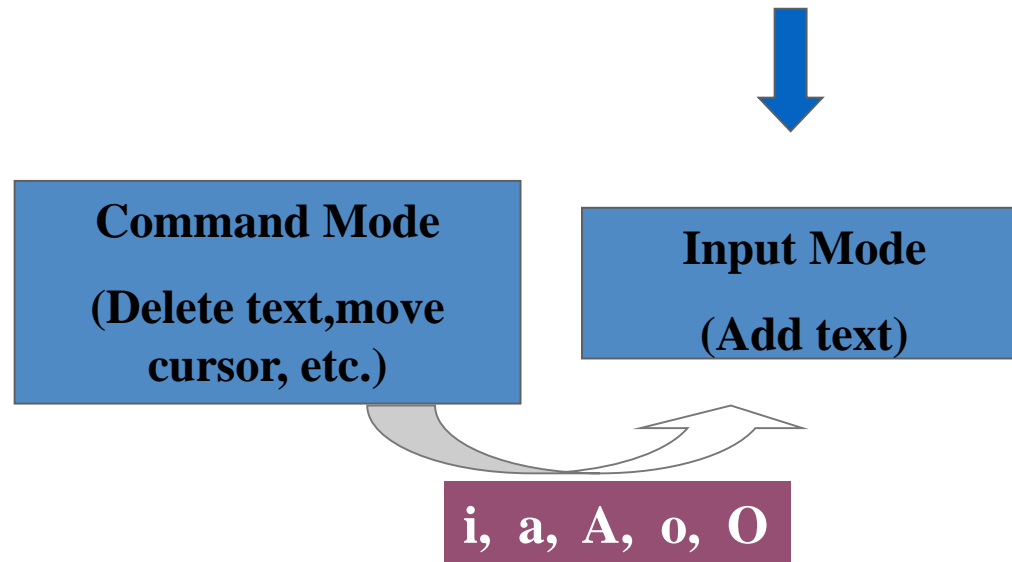 Command Mode
(Delete text,move
cursor, etc.)
Input Mode
(Add text)
i, a, A, o, O